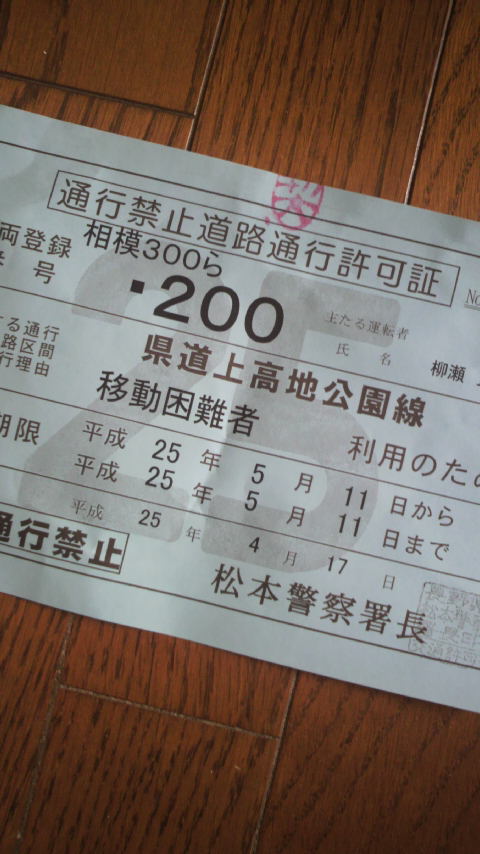 通行禁止道路通行許可証
No
両登録
番号
相模300ら
・200
主たる運転者
氏名
柳瀬
する通行
路区間
行理由
県道上高地公園線
移動困難者
利用のため
期限
平成 25 年 5 月 11 日から
平成 25 年 5 月 11 日まで
平成 25 年 4 月 17 日
通行禁止
松本警察署長